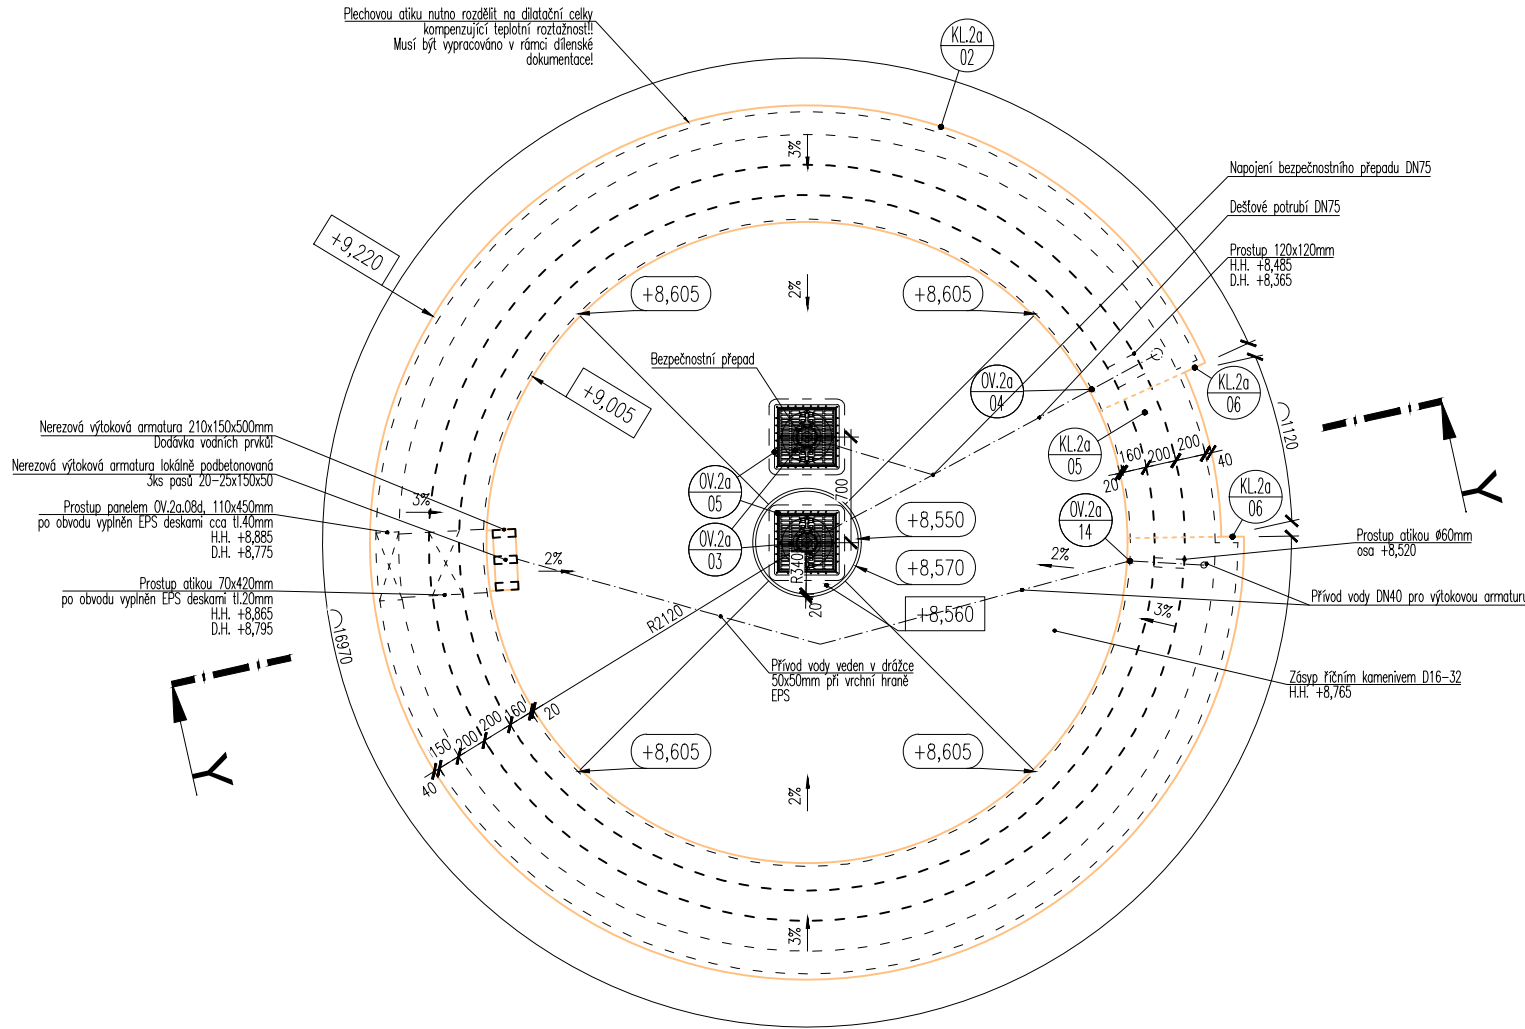 Plechovou atiku nutno rozdělit na dilatační celky
kompenzující teplotní roztažnost!!
Musí být vypracováno v rámci dílenské
dokumentace!
KL.2a
02
Napojení bezpečnostního přepadu DN75
Dešťové potrubí DN75
Prostup 120x120mm
H.H. +8,485
D.H. +8,365
3%
+9,220
+8,605
2%
+8,605
Bezpečnostní přepad
+9,005
OV.2a
04
KL.2a
06
1120
Nerezová výtoková armatura 210x150x500mm
Dodávka vodních prvků!
Nerezová výtoková armatura lokálně podbetonovaná
3ks pasů 20-25x150x50
Prostup panelem OV.2a.08d, 110x450mm
po obvodu vyplněn EPS deskami cca tl.40mm
H.H. +8,885
D.H. +8,775
3%
Prostup atikou 70x420mm
po obvodu vyplněn EPS deskami tl.20mm
H.H. +8,865
D.H. +8,795
2%
OV.2a
05
OV.2a
03
700
R340
20
+8,550
+8,570
+8,560
KL.2a
05
20
160
200
200
40
KL.2a
06
OV.2a
14
2%
3%
Prostup atikou Ø60mm
osa +8,520
Přívod vody DN40 pro výtokovou armaturu
Y
16970
R2120
Přívod vody veden v drážce
50x50mm při vrchní hraně
EPS
Zásyp říčním kamenivem D16-32
H.H. +8,765
40
150
200
200
160
20
+8,605
+8,605
Y
2%
3%